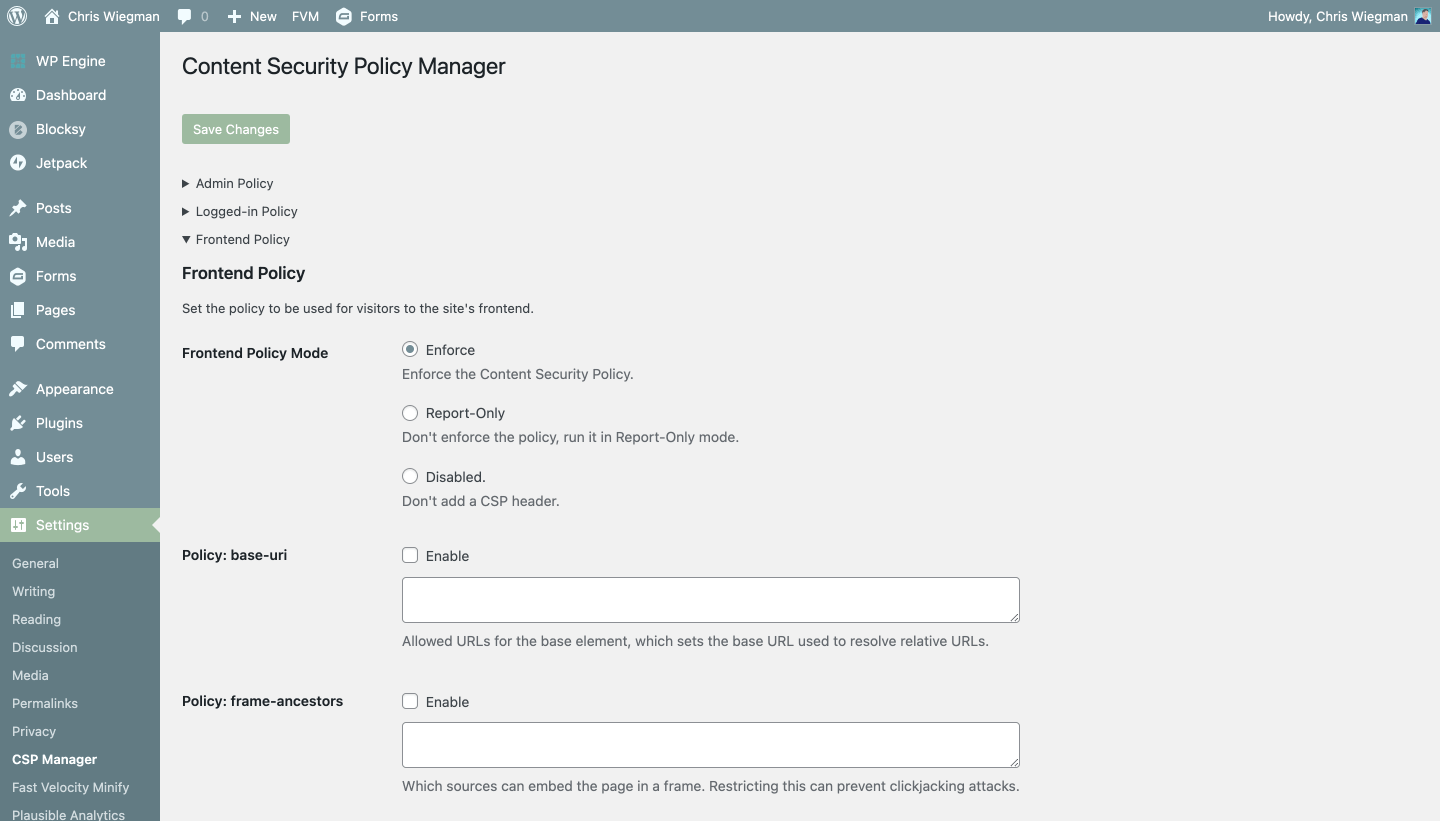 Chris Wiegman 0 New FVM Forms Howdy, Chris Wiegman
WP Engine
Dashboard
Blocksy
Jetpack
Posts
Media
Forms
Pages
Comments
Appearance
Plugins
Users
Tools
Settings
General
Writing
Reading
Discussion
Media
Permalinks
Privacy
CSP Manager
Fast Velocity Minify
Plausible Analytics
Content Security Policy Manager
Save Changes
Admin Policy
Logged-in Policy
Frontend Policy
Frontend Policy
Set the policy to be used for visitors to the site's frontend.
Frontend Policy Mode
Enforce
Enforce the Content Security Policy.
Report-Only
Don't enforce the policy, run it in Report-Only mode.
Disabled.
Don't add a CSP header.
Policy: base-uri
Enable
Allowed URLs for the base element, which sets the base URL used to resolve relative URLs.
Policy: frame-ancestors
Enable
Which sources can embed the page in a frame. Restricting this can prevent clickjacking attacks.